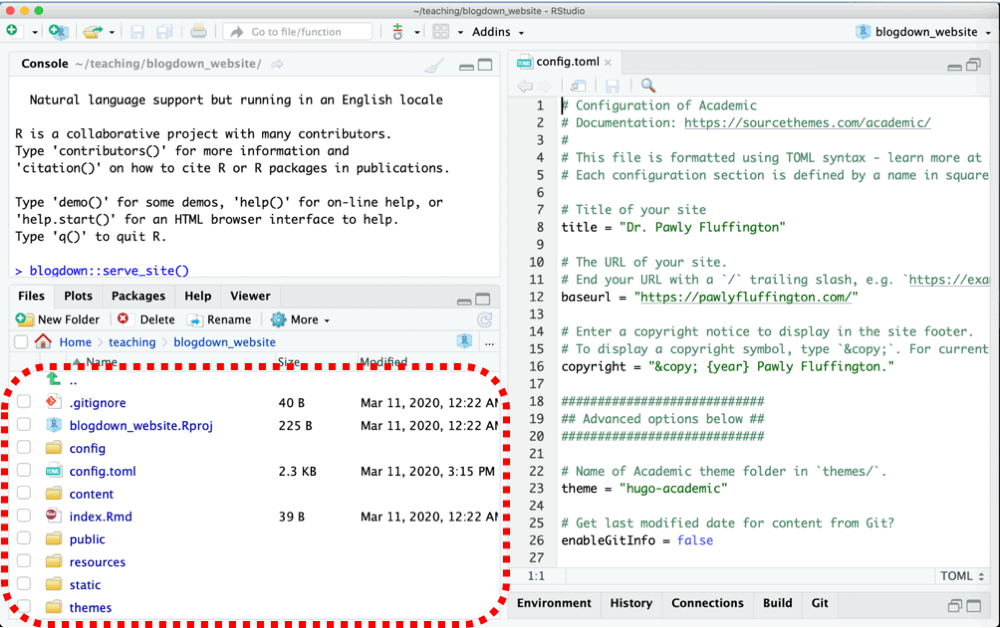 ~/teaching/blogdown_website - RStudio
Go to file/function
Addins
blogdown_website
Console ~/teaching/blogdown_website/
Natural language support but running in an English locale
R is a collaborative project with many contributors.
Type 'contributors()' for more information and
'citation()' on how to cite R or R packages in publications.
Type 'demo()' for some demos, 'help()' for on-line help, or
'help.start()' for an HTML browser interface to help.
Type 'q()' to quit R.
> blogdown::serve_site()
Files Plots Packages Help Viewer
New Folder Delete Rename More
Home teaching blogdown_website ...
Name Size Modified
..
.gitignore 40 B Mar 11, 2020, 12:22 AM
blogdown_website.Rproj 225 B Mar 11, 2020, 12:22 AM
config
config.toml 2.3 KB Mar 11, 2020, 3:15 PM
content
index.Rmd 39 B Mar 11, 2020, 12:22 AM
public
resources
static
themes
config.toml
1 # Configuration of Academic
2 # Documentation: https://sourcethemes.com/academic/
3 #
4 # This file is formatted using TOML syntax - learn more at
5 # Each configuration section is defined by a name in square
6
7 # Title of your site
8 title = "Dr. Pawly Fluffington"
9
10 # The URL of your site.
11 # End your URL with a `/` trailing slash, e.g. `https://exa
12 baseurl = "https://pawlyfluffington.com/"
13
14 # Enter a copyright notice to display in the site footer.
15 # To display a copyright symbol, type `&copy;`. For current
16 copyright = "&copy; {year} Pawly Fluffington."
17
18 ############################
19 ## Advanced options below ##
20 ############################
21
22 # Name of Academic theme folder in `themes/`.
23 theme = "hugo-academic"
24
25 # Get last modified date for content from Git?
26 enableGitInfo = false
27
1:1 TOML
Environment History Connections Build Git